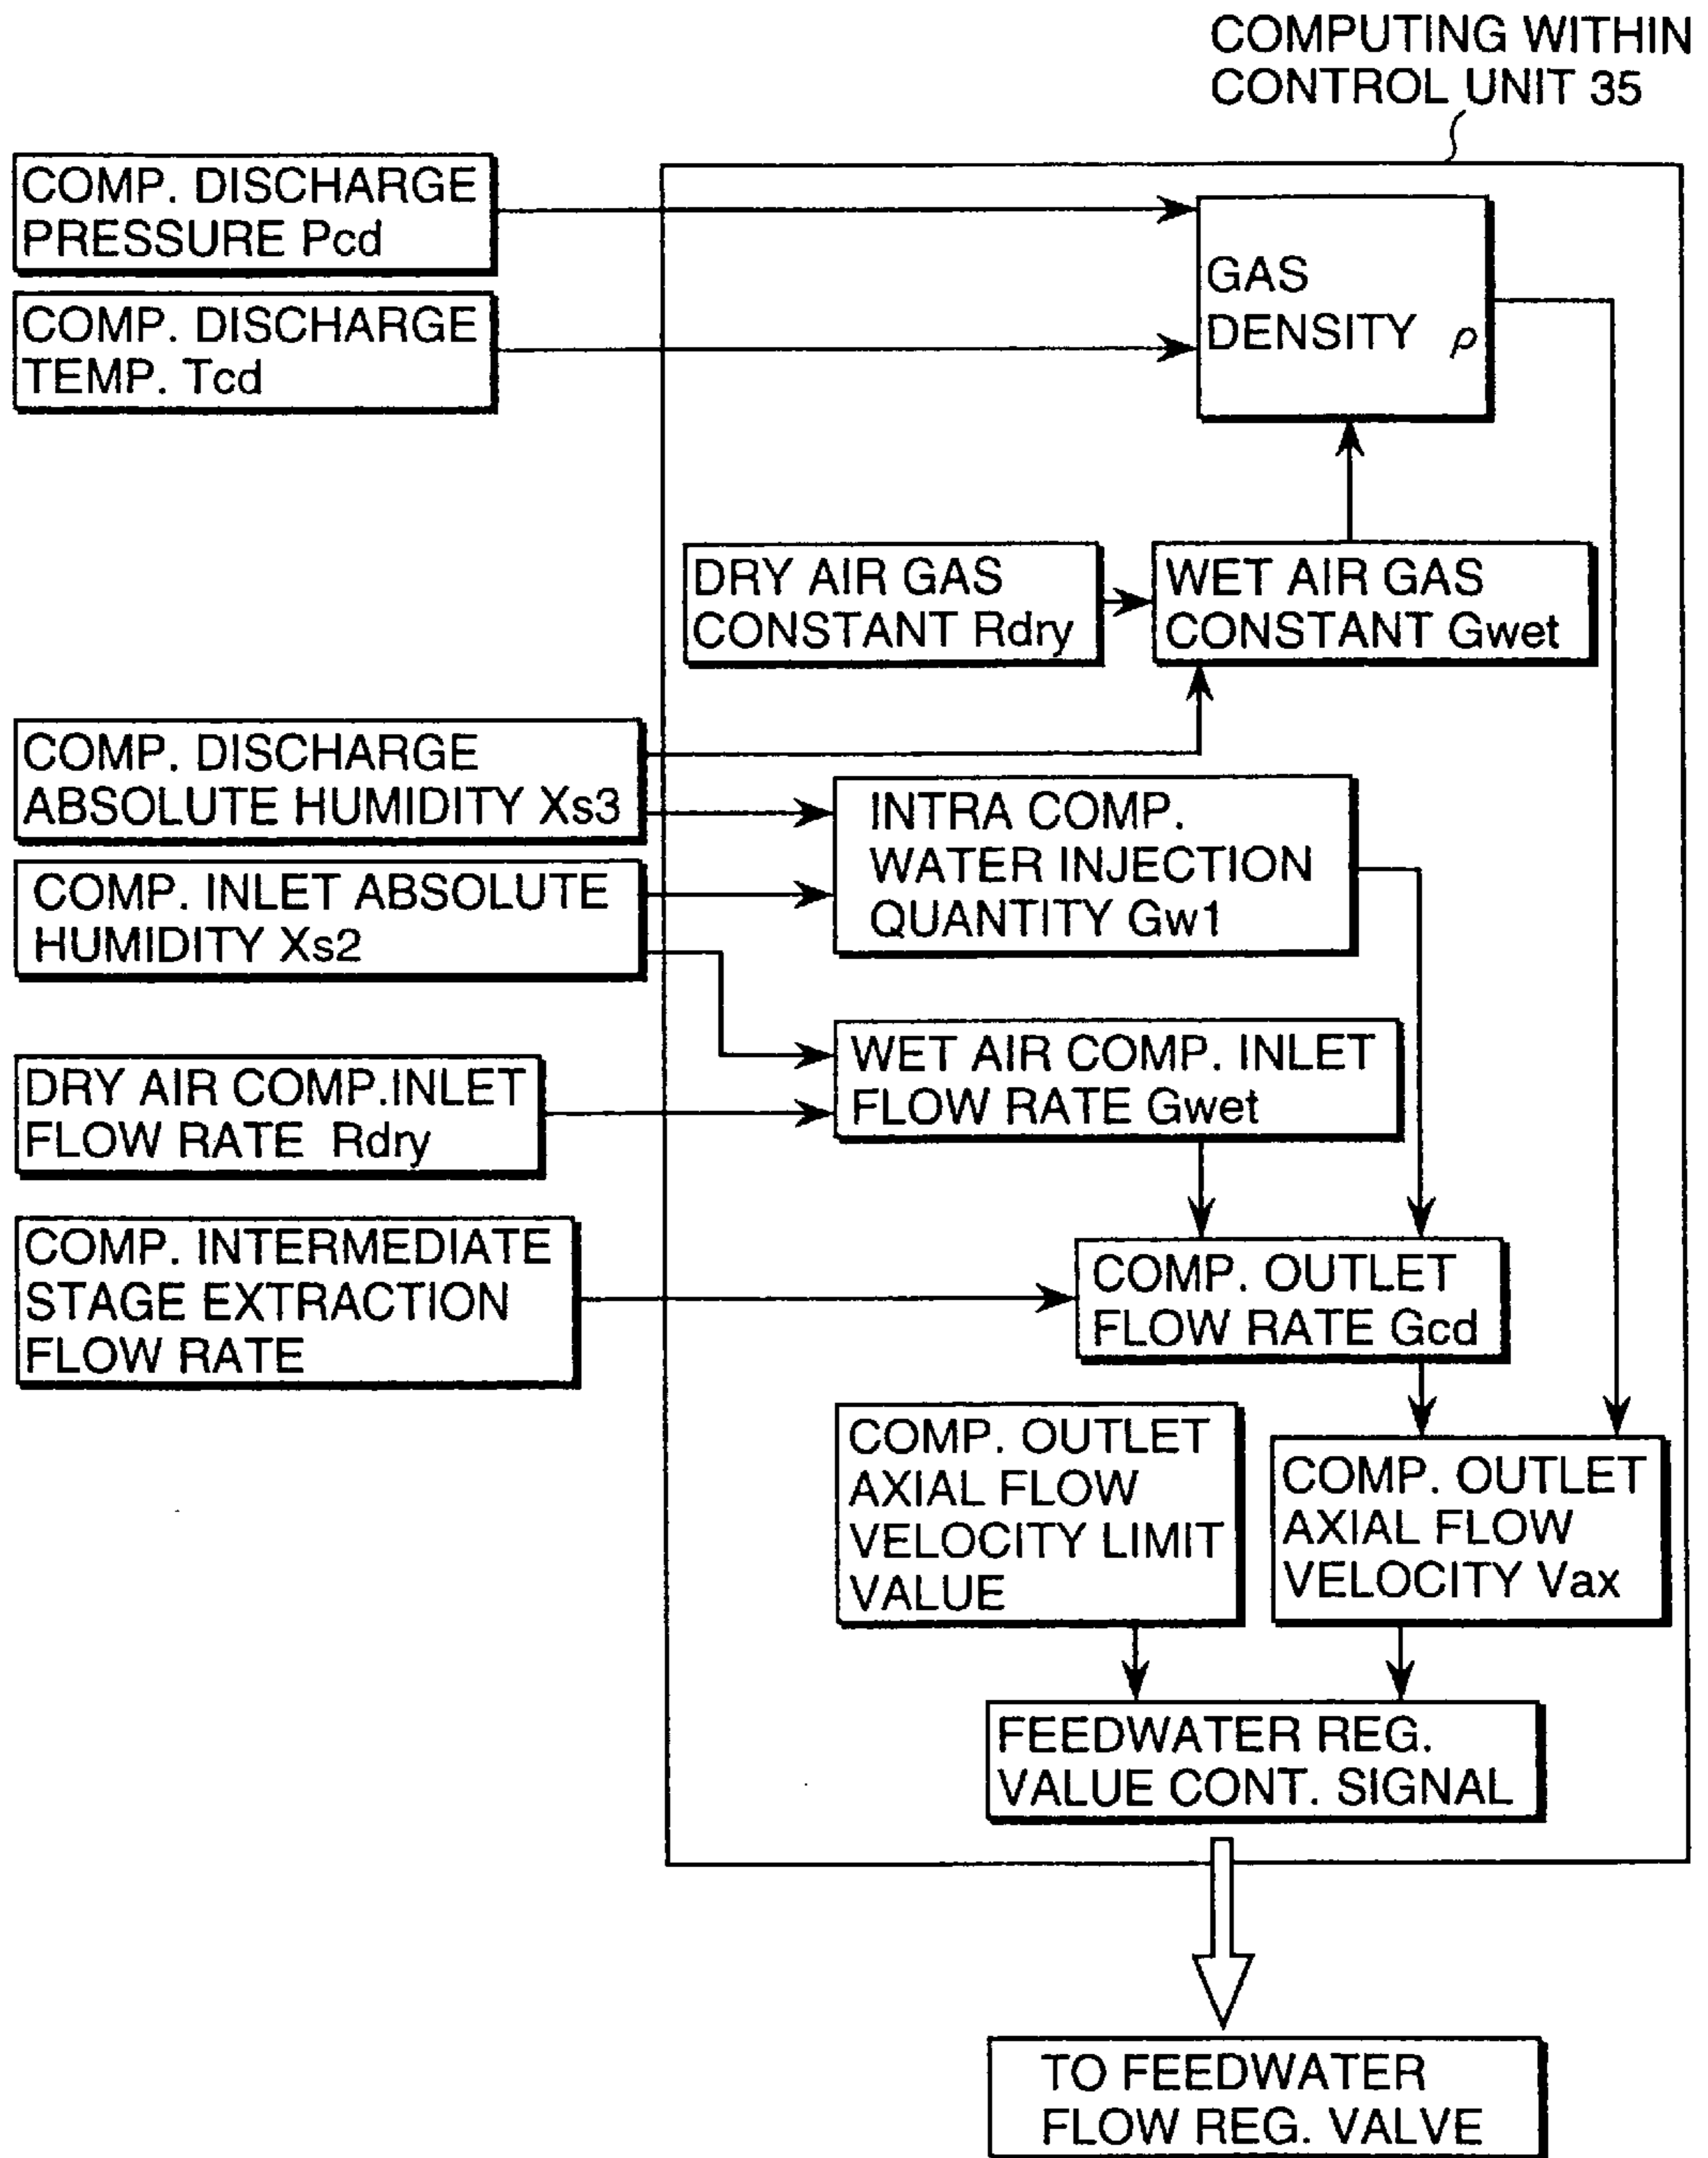 COMPUTING WITHIN
CONTROL UNIT 35
COMP. DISCHARGE
PRESSURE Pcd
COMP. DISCHARGE
TEMP. Tcd
GAS
DENSITY ρ
DRY AIR GAS
CONSTANT Rdry
WET AIR GAS
CONSTANT Gwet
COMP. DISCHARGE
ABSOLUTE HUMIDITY Xs3
COMP. INLET ABSOLUTE
HUMIDITY Xs2
INTRA COMP.
WATER INJECTION
QUANTITY Gw1
DRY AIR COMP.INLET
FLOW RATE Rdry
WET AIR COMP. INLET
FLOW RATE Gwet
COMP. INTERMEDIATE
STAGE EXTRACTION
FLOW RATE
COMP. OUTLET
FLOW RATE Gcd
COMP. OUTLET
AXIAL FLOW
VELOCITY LIMIT
VALUE
COMP. OUTLET
AXIAL FLOW
VELOCITY Vax
FEEDWATER REG.
VALUE CONT. SIGNAL
TO FEEDWATER
FLOW REG. VALVE